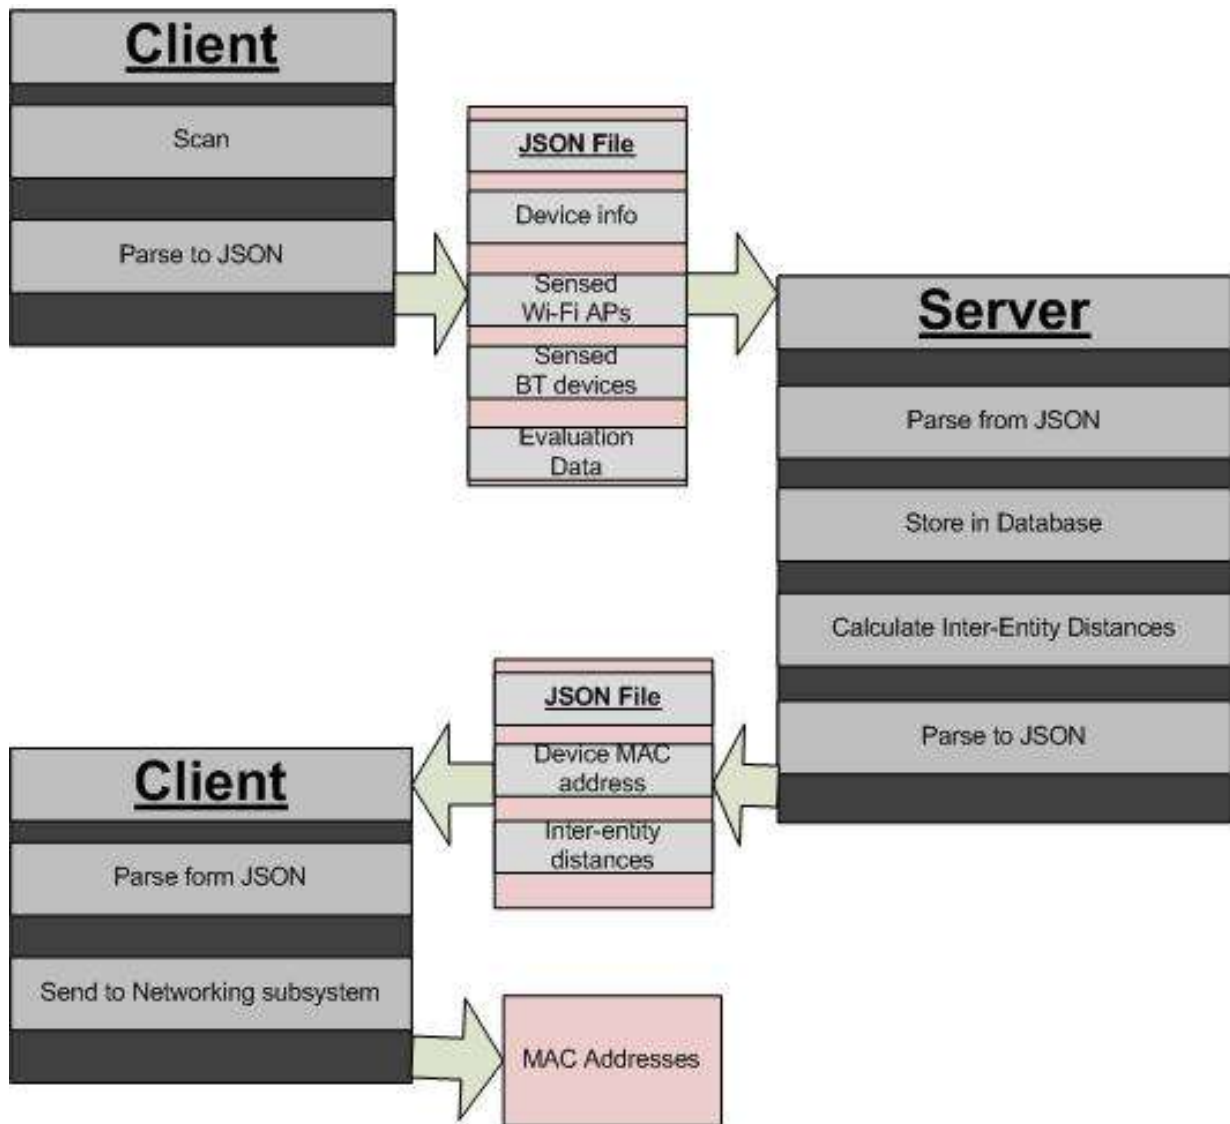 Client
Scan
Parse to JSON
JSON File
Device info
Sensed
Wi-Fi APs
Sensed
BT devices
Evaluation
Data
Server
Parse from JSON
Store in Database
Calculate Inter-Entity Distances
Parse to JSON
JSON File
Device MAC
address
Inter-entity
distances
Client
Parse form JSON
Send to Networking subsystem
MAC Addresses